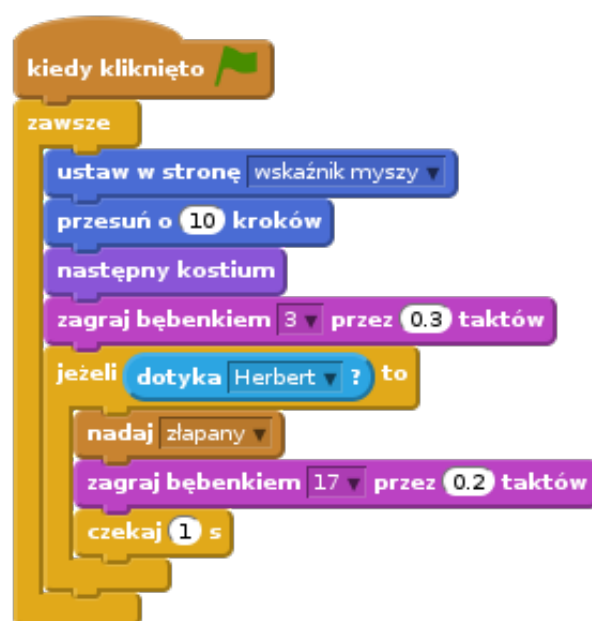 kiedy kliknięto
zawsze
ustaw w stronę wskaźnik myszy
przesuń o 10 kroków
następny kostium
zagraj bębenkiem 3 przez 0.3 taktów
jeżeli dotyka Herbert ? to
nadaj złapany
zagraj bębenkiem 17 przez 0.2 taktów
czekaj 1 s